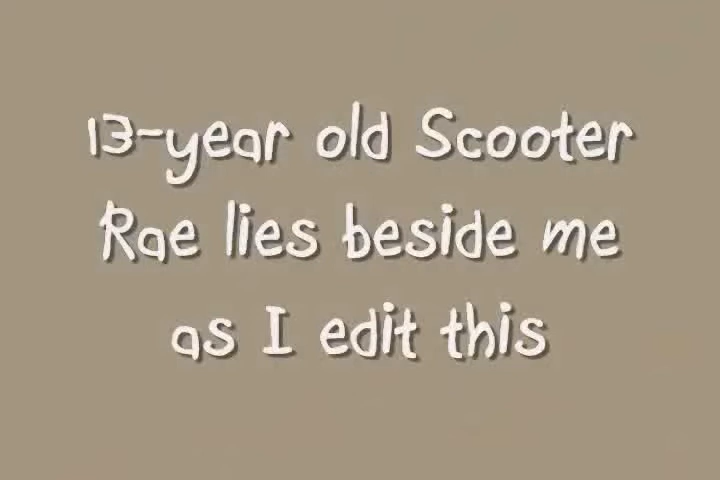 13-year old Scooter
Rae lies beside me
as I edit this